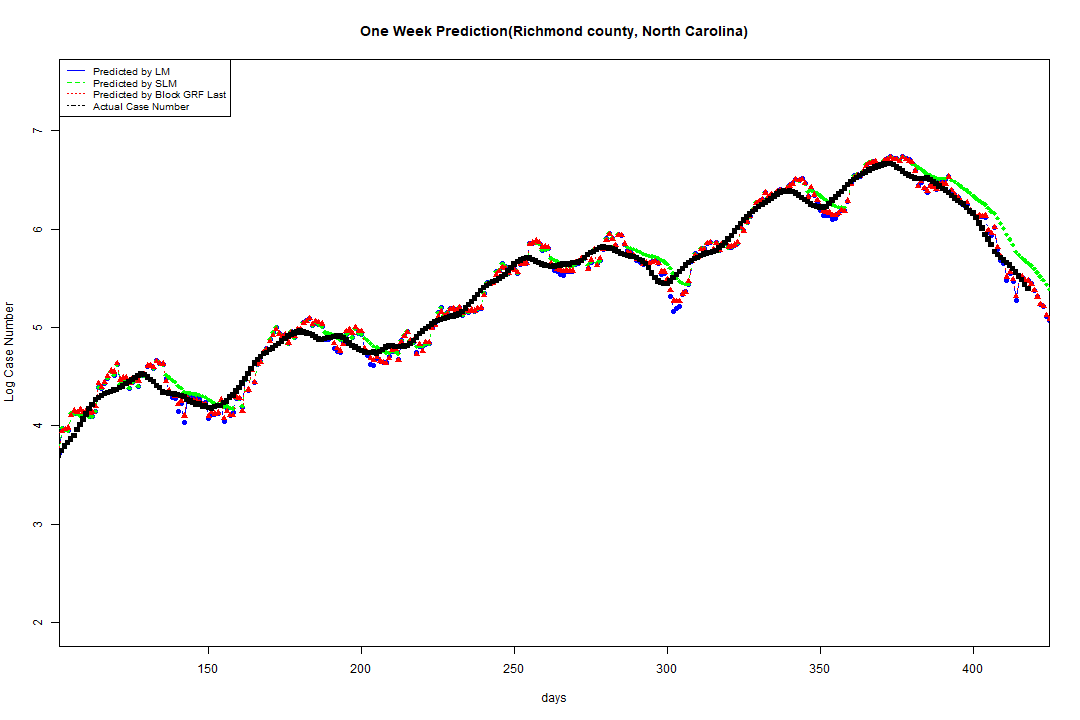 One Week Prediction(Richmond county, North Carolina)
Predicted by LM
Predicted by SLM
Predicted by Block GRF Last
Actual Case Number
7
6
5
4
3
2
Log Case Number
150 200 250 300 350 400
days